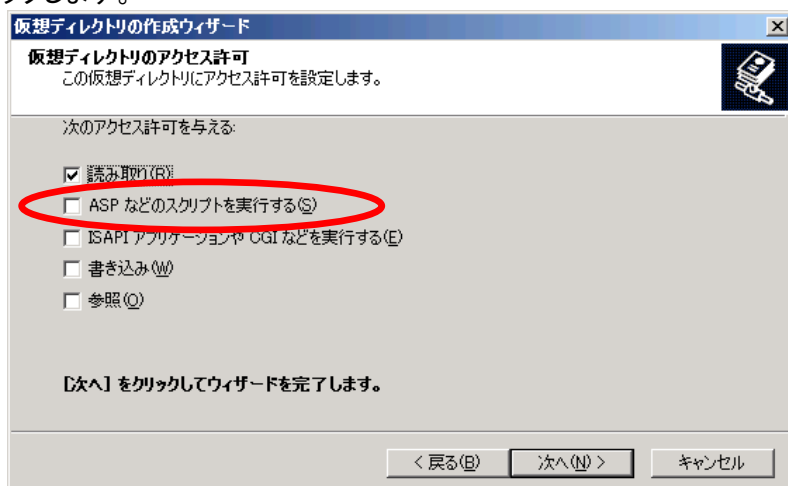 ックします。
仮想ディレクトリの作成ウィザード
仮想ディレクトリのアクセス許可
この仮想ディレクトリにアクセス許可を設定します。
次のアクセス許可を与える:
読み取り(R)
ASP などのスクリプトを実行する(S)
ISAPI アプリケーションや CGI などを実行する(E)
書き込み(W)
参照(O)
[次へ] をクリックしてウィザードを完了します。
< 戻る(B) 次へ(N) > キャンセル